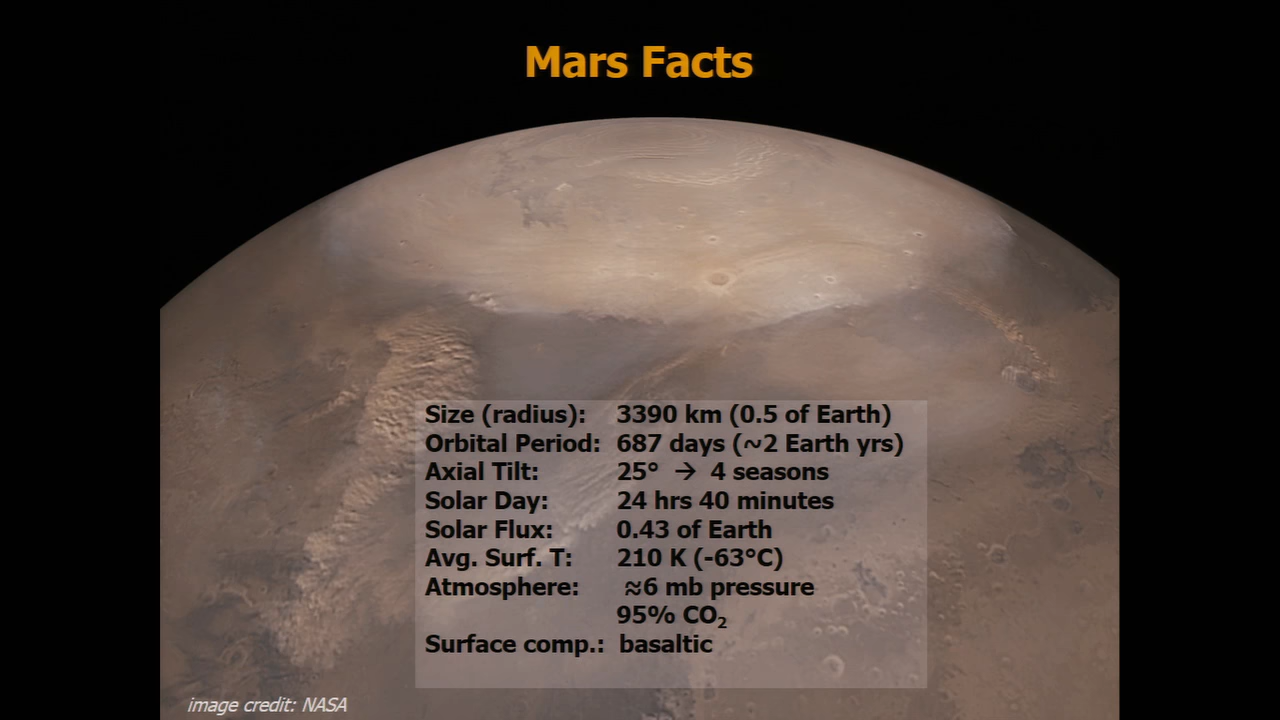 Mars Facts
Size (radius): 3390 km (0.5 of Earth)
Orbital Period: 687 days (~2 Earth yrs)
Axial Tilt: 25° → 4 seasons
Solar Day: 24 hrs 40 minutes
Solar Flux: 0.43 of Earth
Avg. Surf. T: 210 K (-63°C)
Atmosphere: ≈6 mb pressure
95% CO₂
Surface comp.: basaltic
image credit: NASA